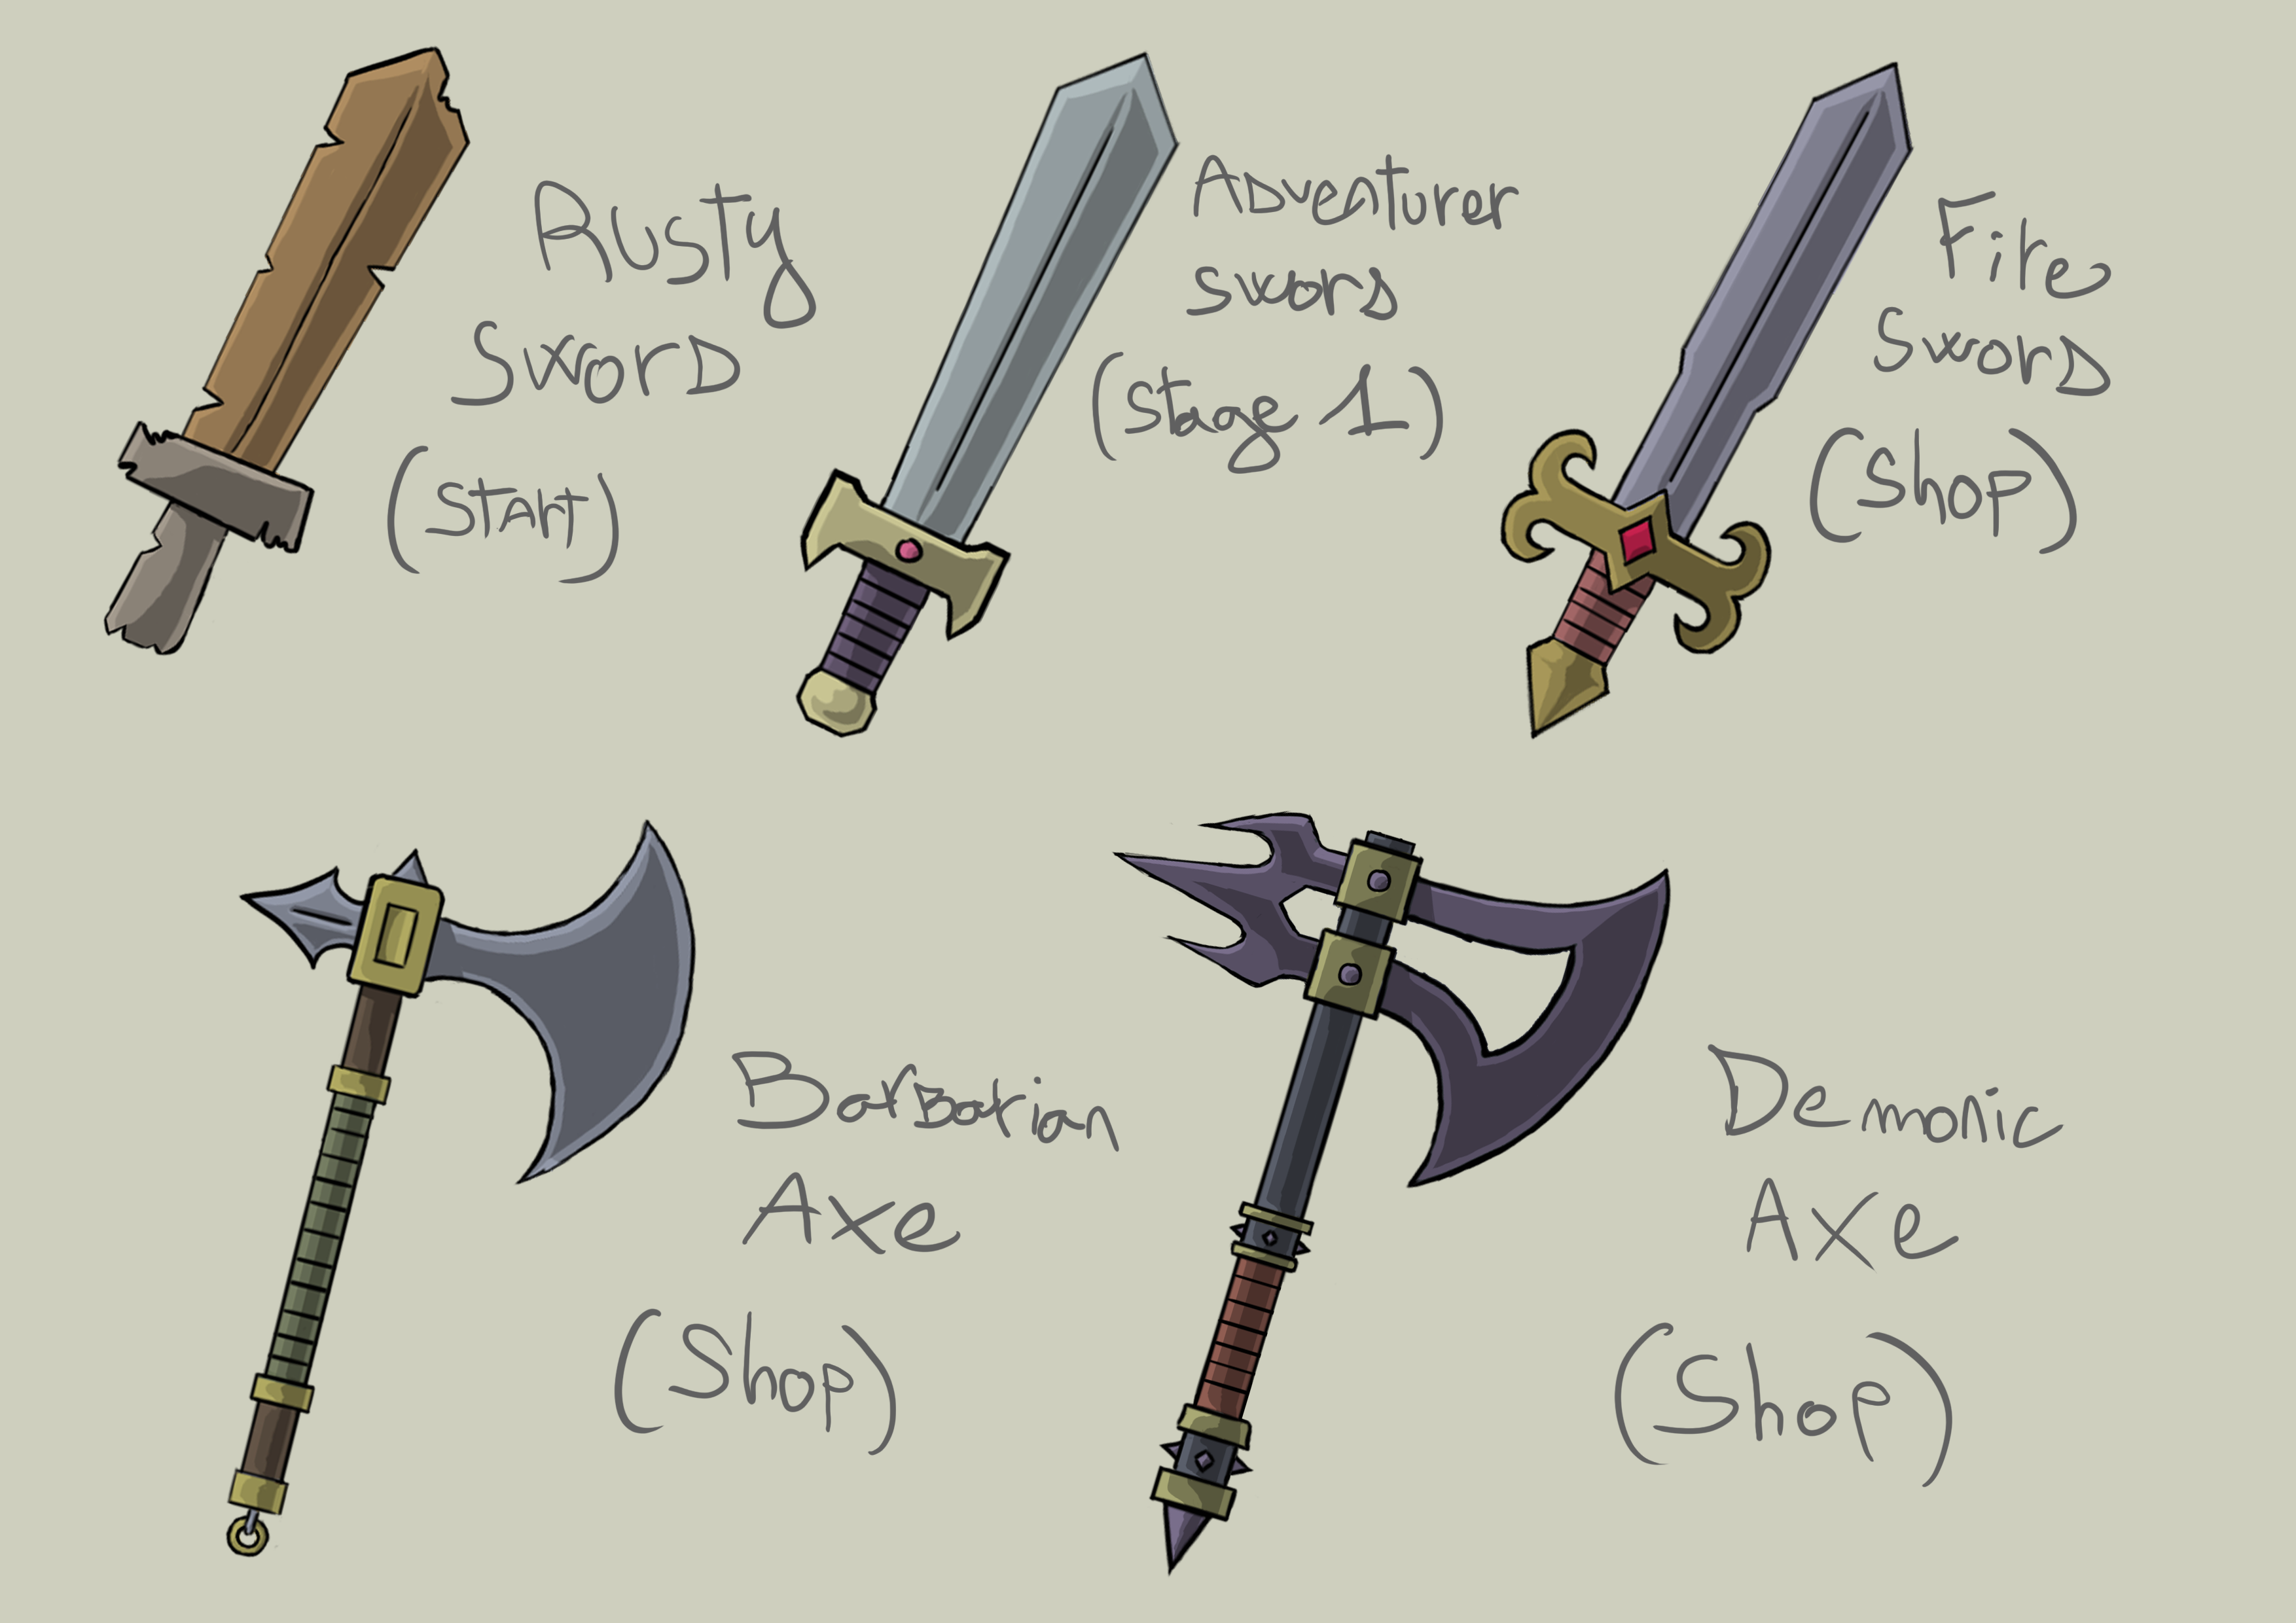 Rusty
Sword
(Start)
Adventurer
Sword
(Stage 1)
Fire
Sword
(Shop)
Barbarian
Axe
(Shop)
Demonic
Axe
(Shop)